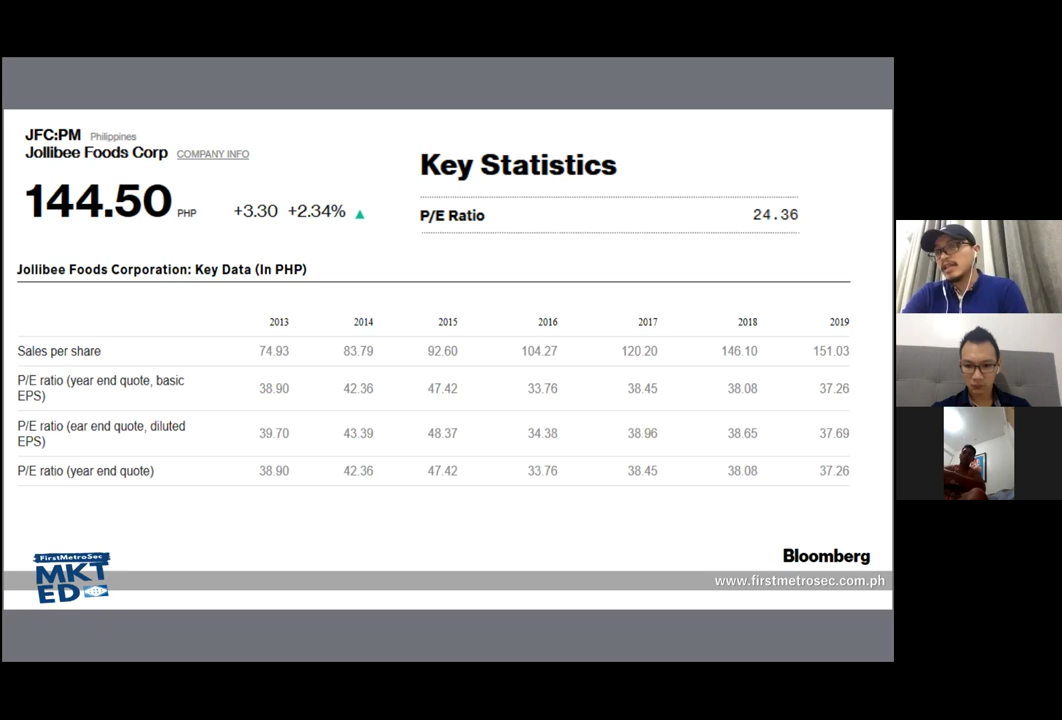 JFC:PM Philippines
Jollibee Foods Corp COMPANY INFO
144.50 PHP +3.30 +2.34% ▲
Key Statistics
P/E Ratio 24.36
Jollibee Foods Corporation: Key Data (In PHP)
2013 2014 2015 2016 2017 2018 2019
Sales per share 74.93 83.79 92.60 104.27 120.20 146.10 151.03
P/E ratio (year end quote, basic
EPS) 38.90 42.36 47.42 33.76 38.45 38.08 37.26
P/E ratio (ear end quote, diluted
EPS) 39.70 43.39 48.37 34.38 38.96 38.65 37.69
P/E ratio (year end quote) 38.90 42.36 47.42 33.76 38.45 38.08 37.26
Bloomberg
FirstMetroSec
MKT
ED
www.firstmetrosec.com.ph